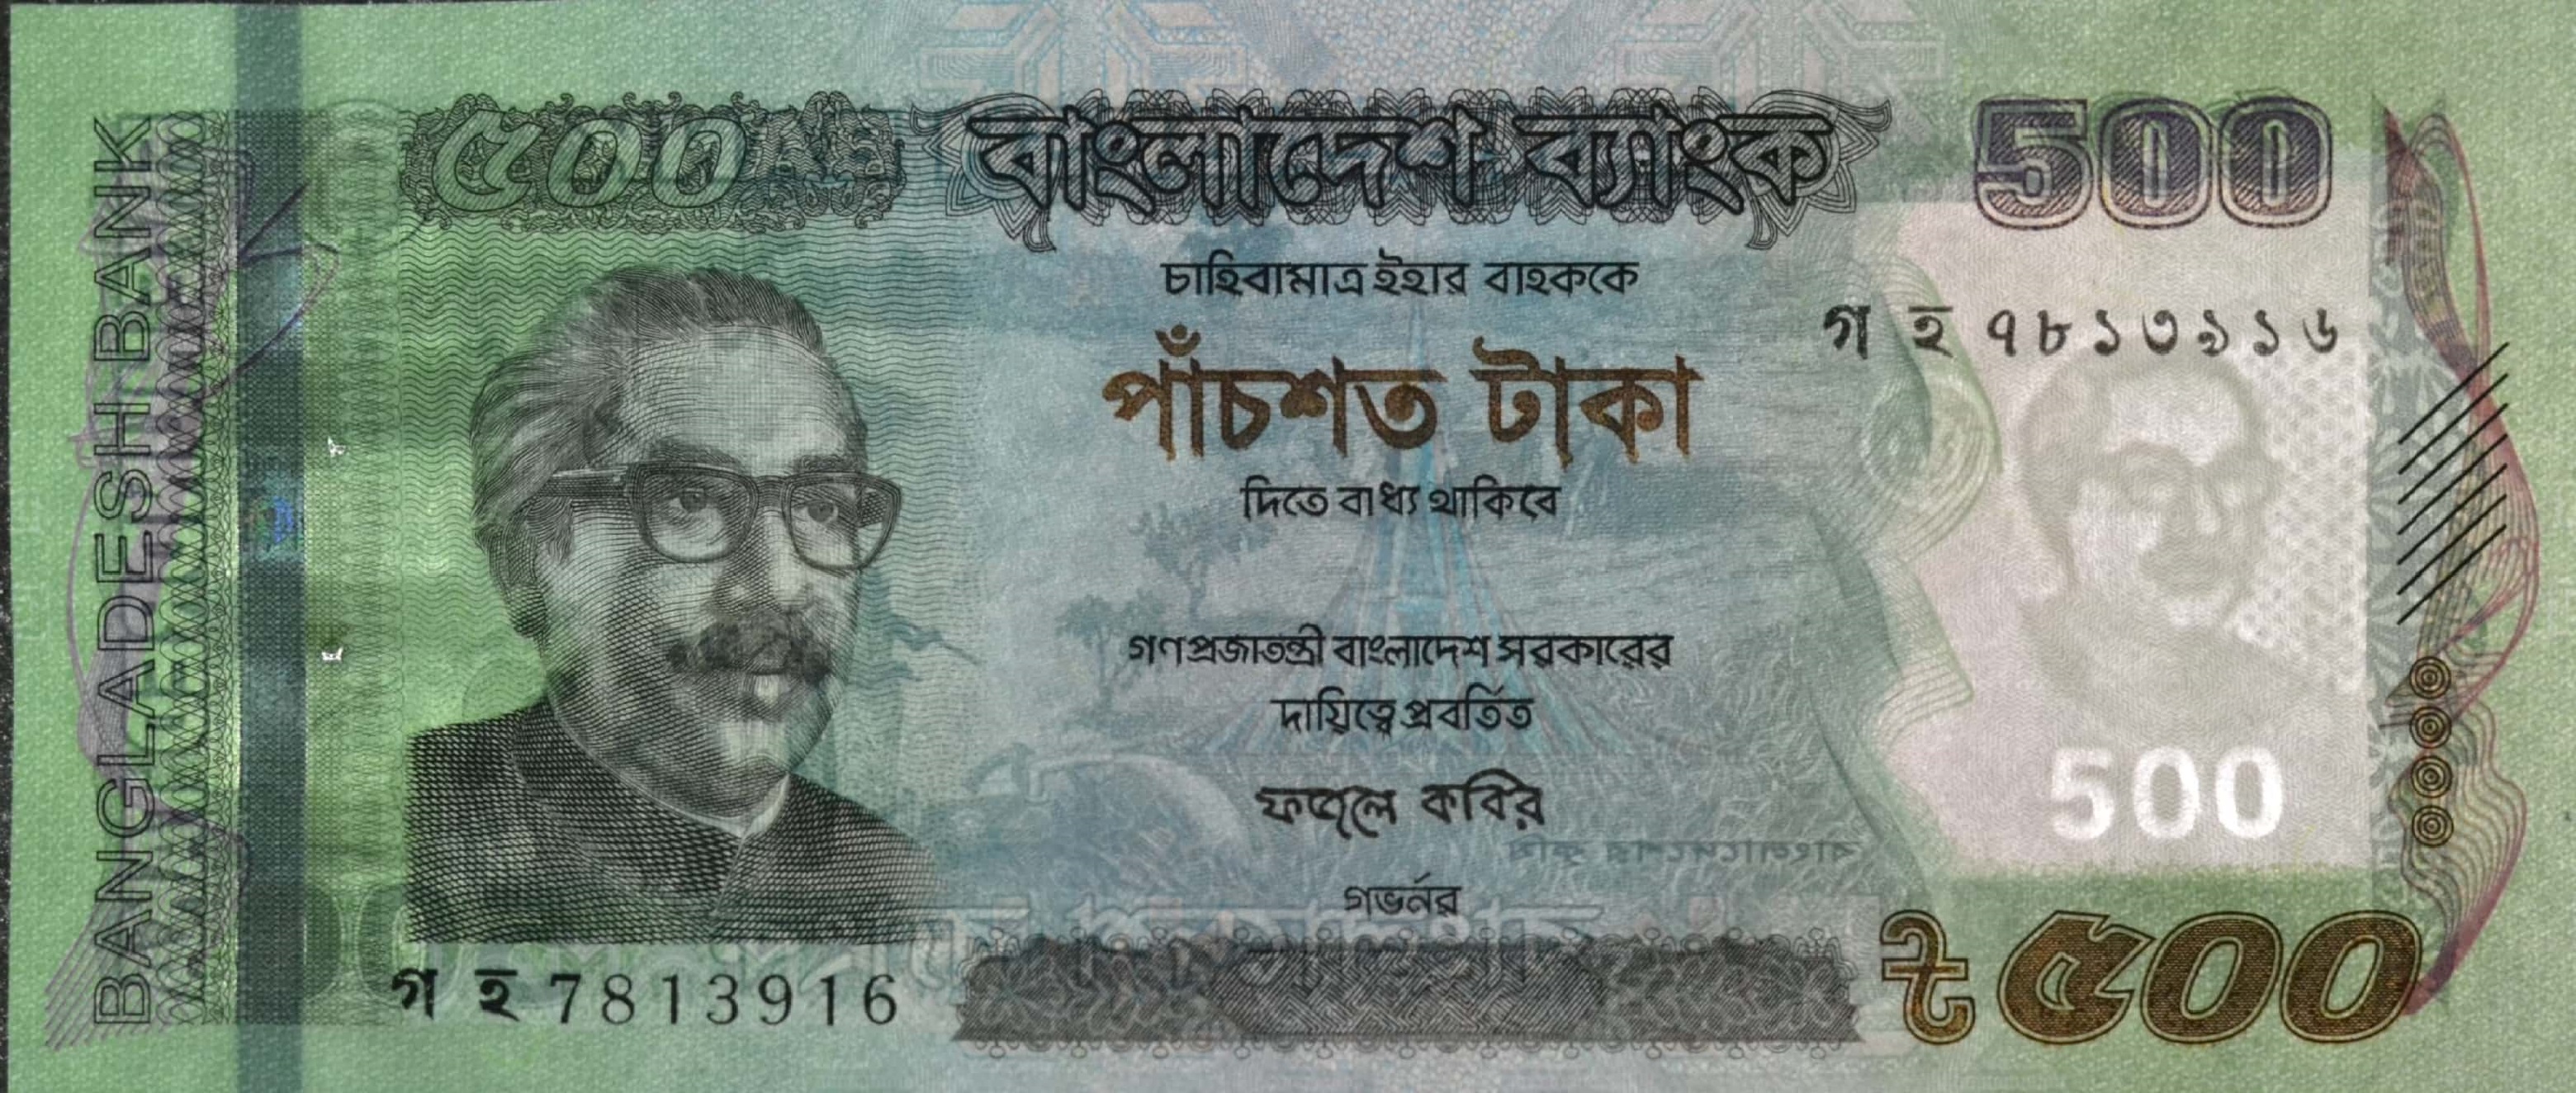 BANGLADESH BANK
৫০০
বাংলাদেশ ব্যাংক
500
চাহিবামাত্র ইহার বাহককে
গ হ ৭৮১৩৯১৬
পাঁচশত টাকা
দিতে বাধ্য থাকিবে
গণপ্রজাতন্ত্রী বাংলাদেশ সরকারের
দায়িত্বে প্রবর্তিত
ফজলে কবির
500
গভর্নর
গ হ 7813916
৳ ৫০০